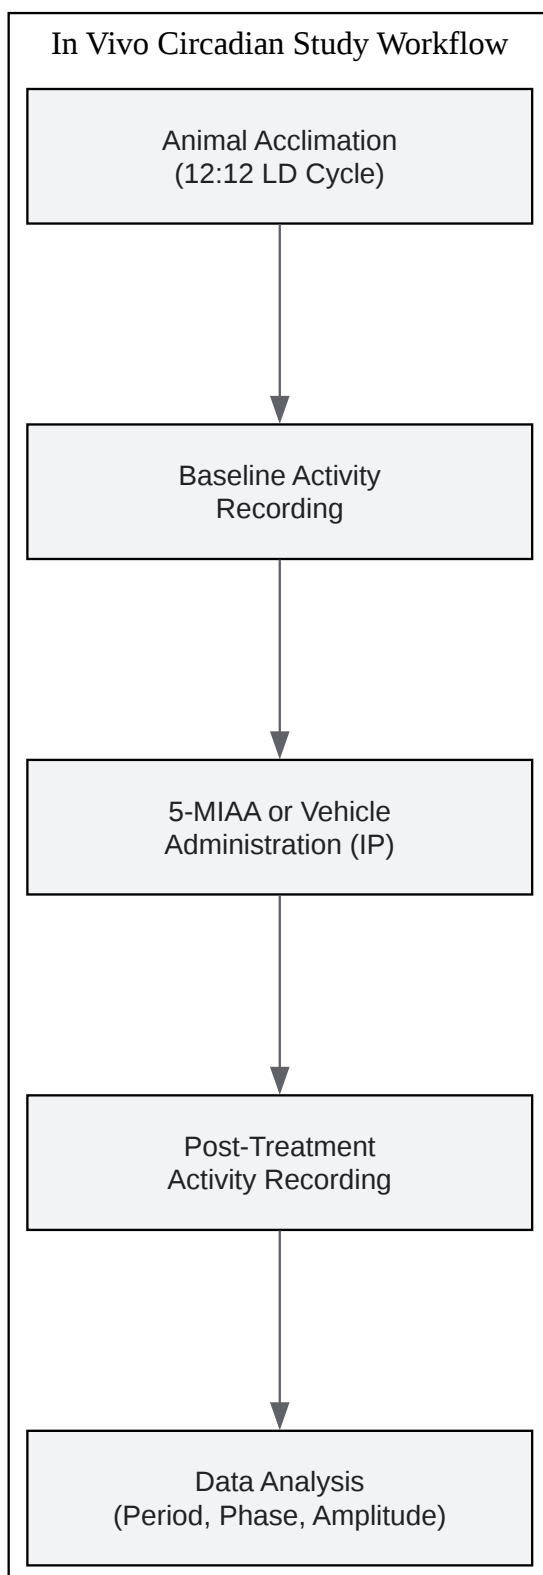 In Vivo Circadian Study Workflow
Animal Acclimation
(12:12 LD Cycle)
Baseline Activity
Recording
5-MIAA or Vehicle
Administration (IP)
Post-Treatment
Activity Recording
Data Analysis
(Period, Phase, Amplitude)